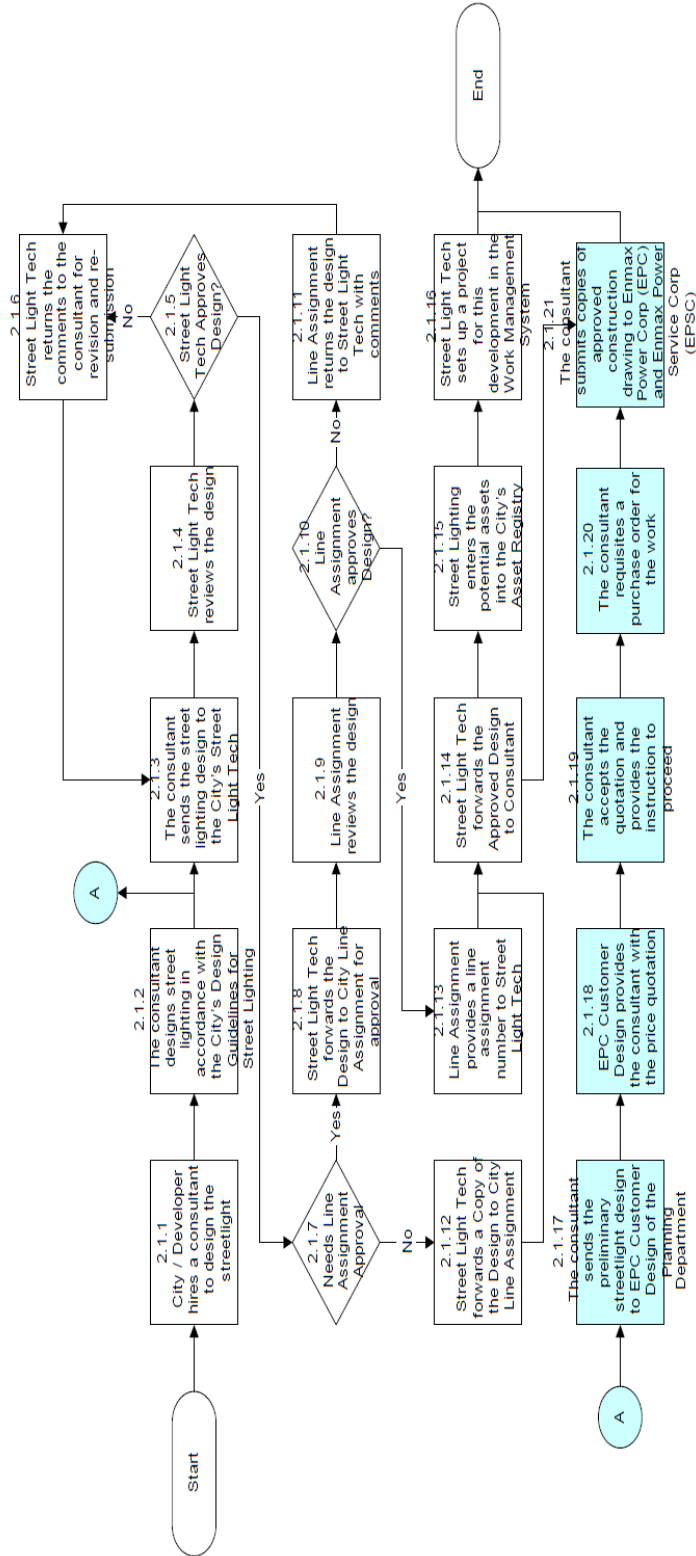 Start
2.1.1
City / Developer
hires a consultant
to design the
streetlight
2.1.2
The consultant
designs street
lighting in
accordance with
the City's Design
Guidelines for
Street Lighting
A
2.1.3
The consultant
sends the street
lighting design to
the City's Street
Light Tech
2.1.4
Street Light Tech
reviews the design
2.1.5
Street Light
Tech Approves
Design?
No
2.1.6
Street Light Tech
returns the
comments to the
consultant for
revision and re-
submission
Yes
2.1.7
Needs Line
Assignment
Approval
Yes
2.1.8
Street Light Tech
forwards the
Design to City Line
Assignment for
approval
2.1.9
Line Assignment
reviews the design
2.1.10
Line
Assignment
approves
Design?
No
2.1.11
Line Assignment
returns the design
to Street Light
Tech with
comments
Yes
No
2.1.12
Street Light Tech
forwards a Copy of
the Design to City
Line Assignment
2.1.13
Line Assignment
provides a line
assignment
number to Street
Light Tech
2.1.14
Street Light Tech
forwards the
Approved Design
to Consultant
2.1.15
Street Lighting
enters the
potential assets
into the City's
Asset Registry
2.1.16
Street Light Tech
sets up a project
for this
development in the
Work Management
System
End
A
2.1.17
The consultant
sends the
preliminary
streetlight design
to EPC Customer
Design of the
Planning
Department
2.1.18
EPC Customer
Design provides
the consultant with
the price quotation
2.1.19
The consultant
accepts the
quotation and
provides the
instruction to
proceed
2.1.20
The consultant
requisites a
purchase order for
the work
2.1.21
The consultant
submits copies of
approved
construction
drawing to Enmax
Power Corp (EPC)
and Enmax Power
Service Corp
(EPSC)